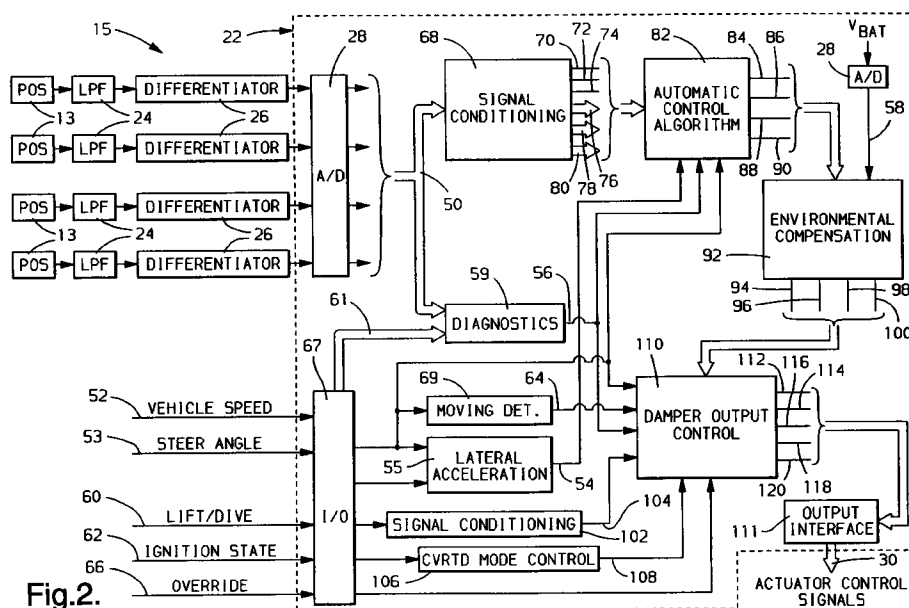 15
22
28
68
70
72
74
82
84
86
V BAT
28
A/D
POS
LPF
DIFFERENTIATOR
13
24
26
POS
LPF
DIFFERENTIATOR
A/D
SIGNAL CONDITIONING
AUTOMATIC CONTROL ALGORITHM
58
88
90
80
78
76
50
POS
LPF
DIFFERENTIATOR
13
24
26
POS
LPF
DIFFERENTIATOR
ENVIRONMENTAL COMPENSATION
92
94
96
98
100
59
56
61
DIAGNOSTICS
67
110
112
116
114
52
VEHICLE SPEED
69
64
MOVING DET.
DAMPER OUTPUT CONTROL
53
STEER ANGLE
55
LATERAL ACCELERATION
54
118
120
60
LIFT/DIVE
I/O
SIGNAL CONDITIONING
104
102
111
OUTPUT INTERFACE
62
IGNITION STATE
CVRTD MODE CONTROL
106
108
30
66
OVERRIDE
ACTUATOR CONTROL SIGNALS
Fig.2.